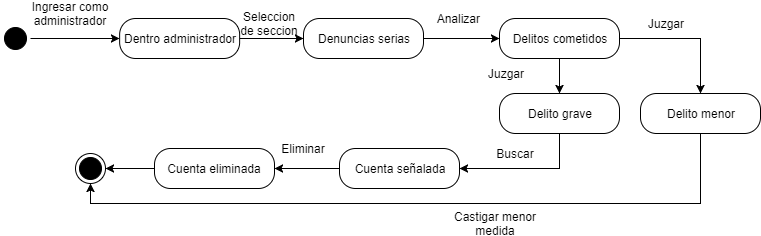 Ingresar como
administrador
Dentro administrador
Seleccion
de seccion
Denuncias serias
Analizar
Delitos cometidos
Juzgar
Juzgar
Delito grave
Delito menor
Buscar
Cuenta señalada
Eliminar
Cuenta eliminada
Castigar menor
medida